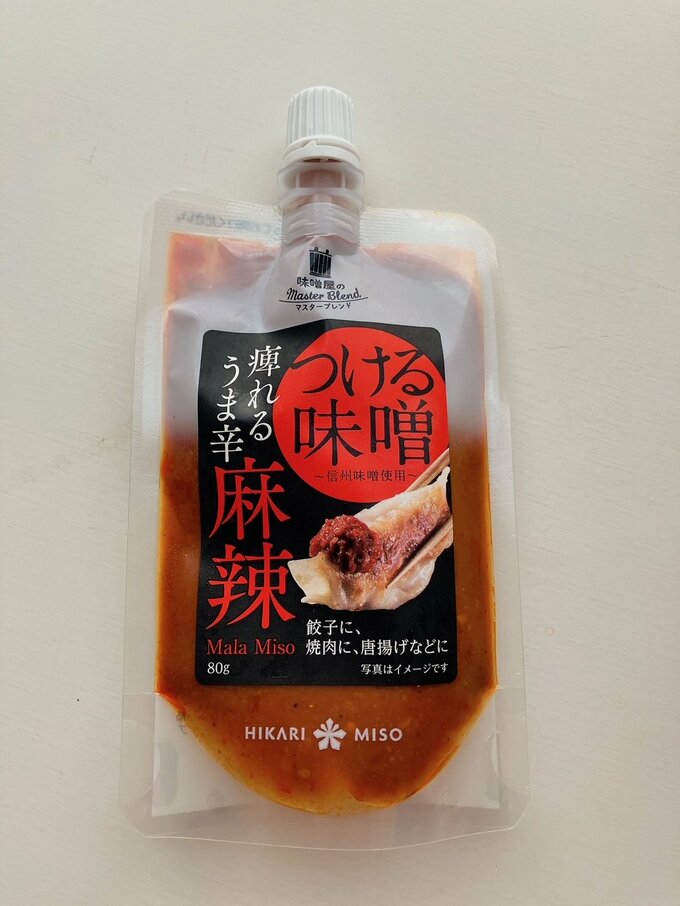 味噌屋の
Master Blend
マスターブレンド
つける
味噌
～信州味噌使用～
痺れる
うま辛
麻辣
Mala Miso
80g
餃子に、
焼肉に、唐揚げなどに
写真はイメージです
HIKARI MISO